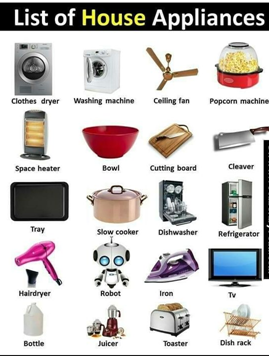 List of House Appliances
Clothes dryer Washing machine Ceiling fan Popcorn machine
Space heater Bowl Cutting board Cleaver
Tray Slow cooker Dishwasher Refrigerator
Hairdryer Robot Iron Tv
Bottle Juicer Toaster Dish rack